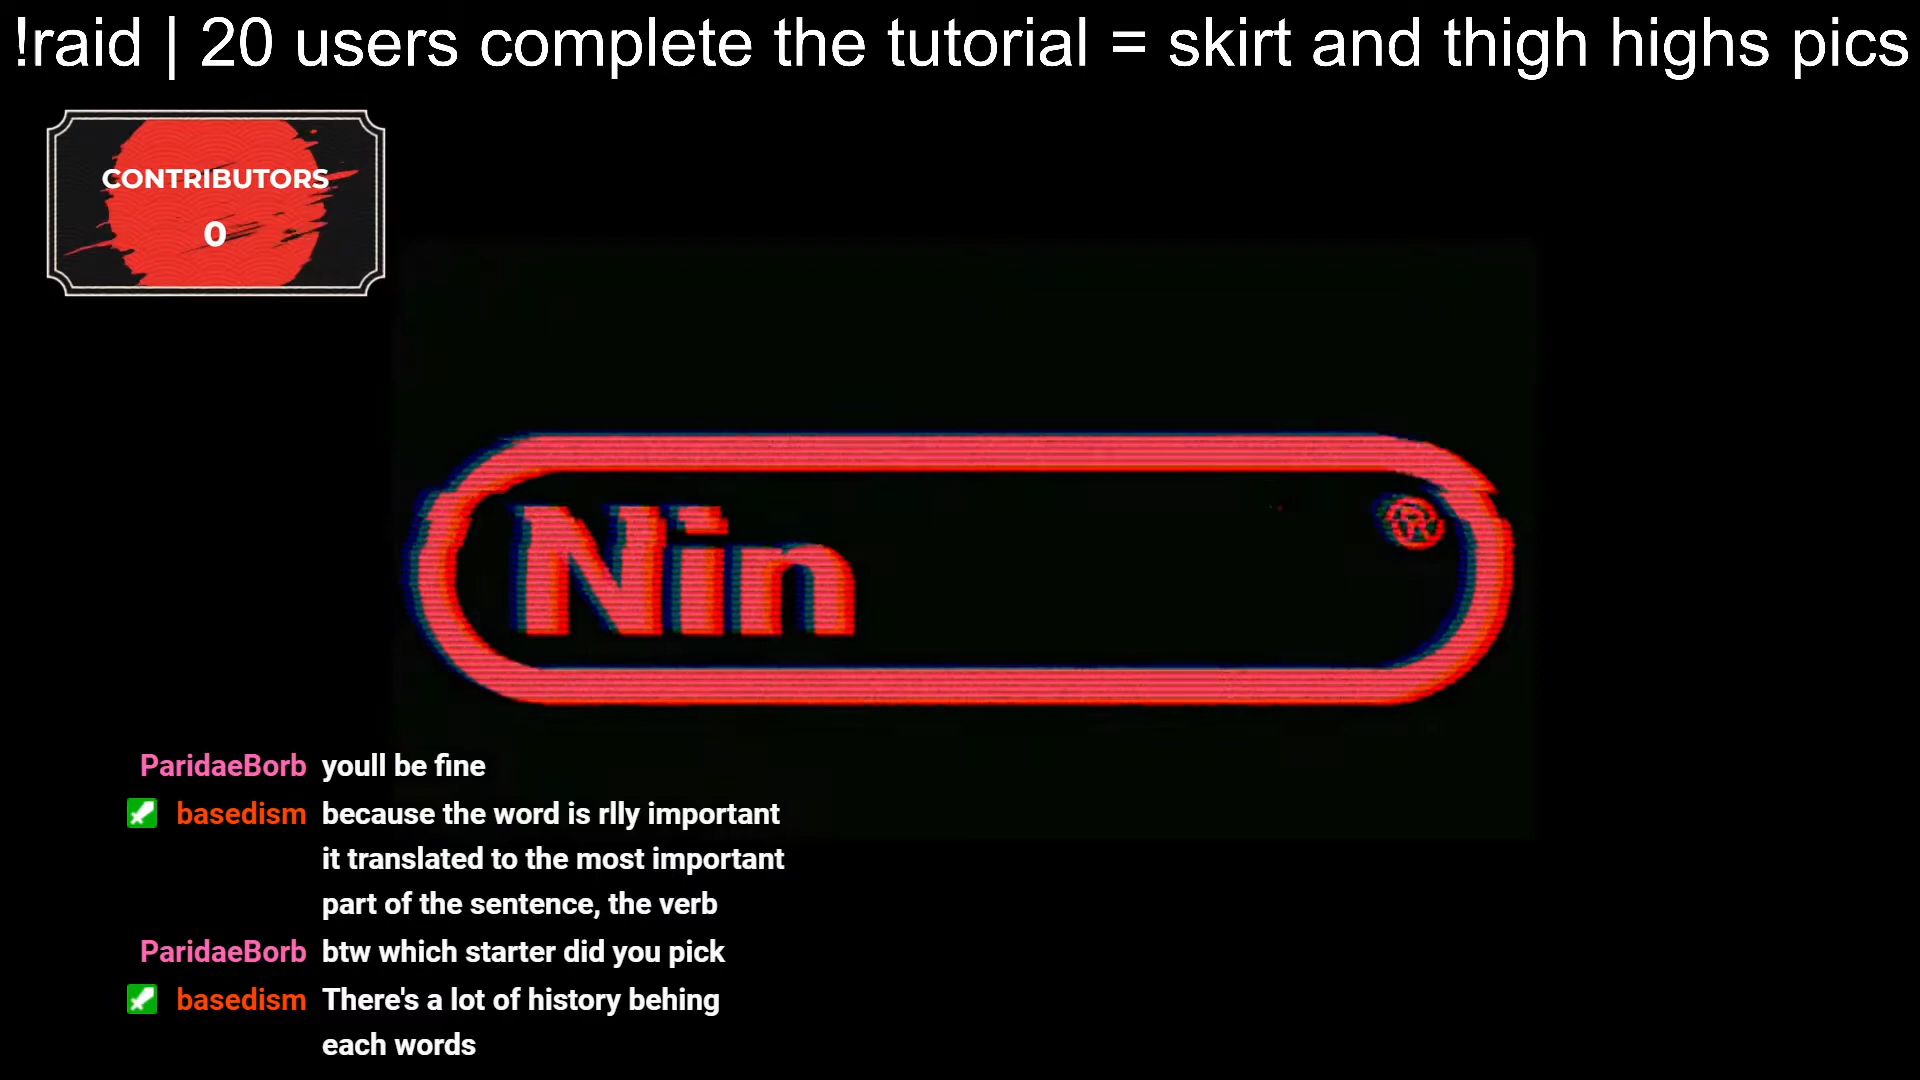 !raid | 20 users complete the tutorial = skirt and thigh highs pics
CONTRIBUTORS
0
Nin ®
ParidaeBorb youll be fine
basedism because the word is rlly important
it translated to the most important
part of the sentence, the verb
ParidaeBorb btw which starter did you pick
basedism There's a lot of history behing
each words